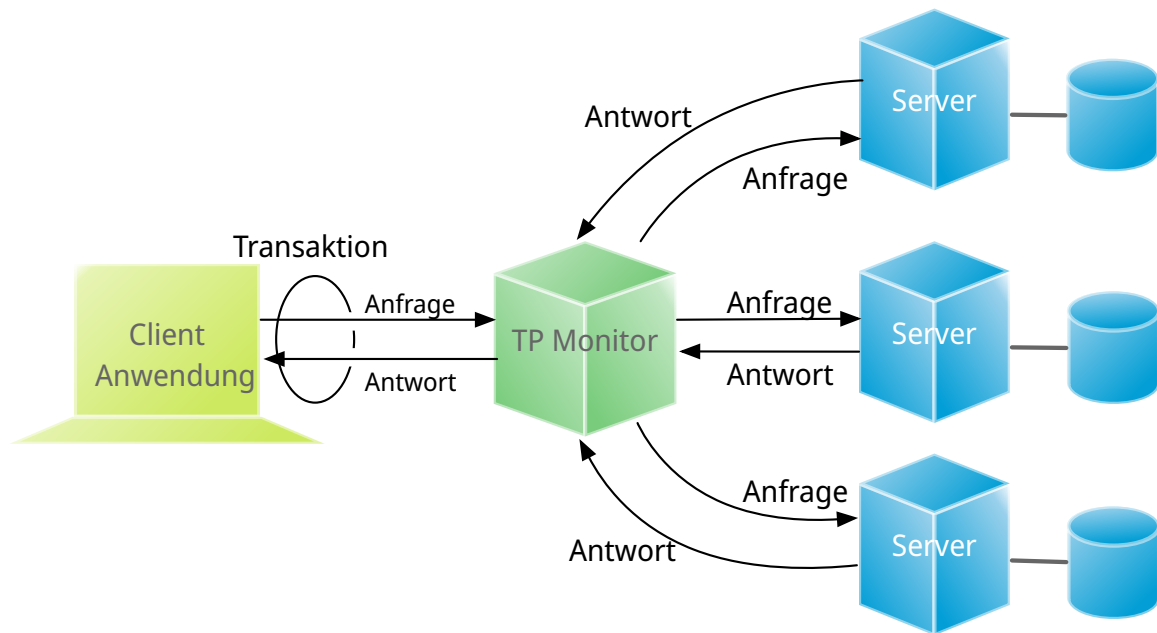 Server
Antwort
Anfrage
Transaktion
Anfrage
Client
Anwendung
Antwort
TP Monitor
Anfrage
Server
Antwort
Anfrage
Server
Antwort